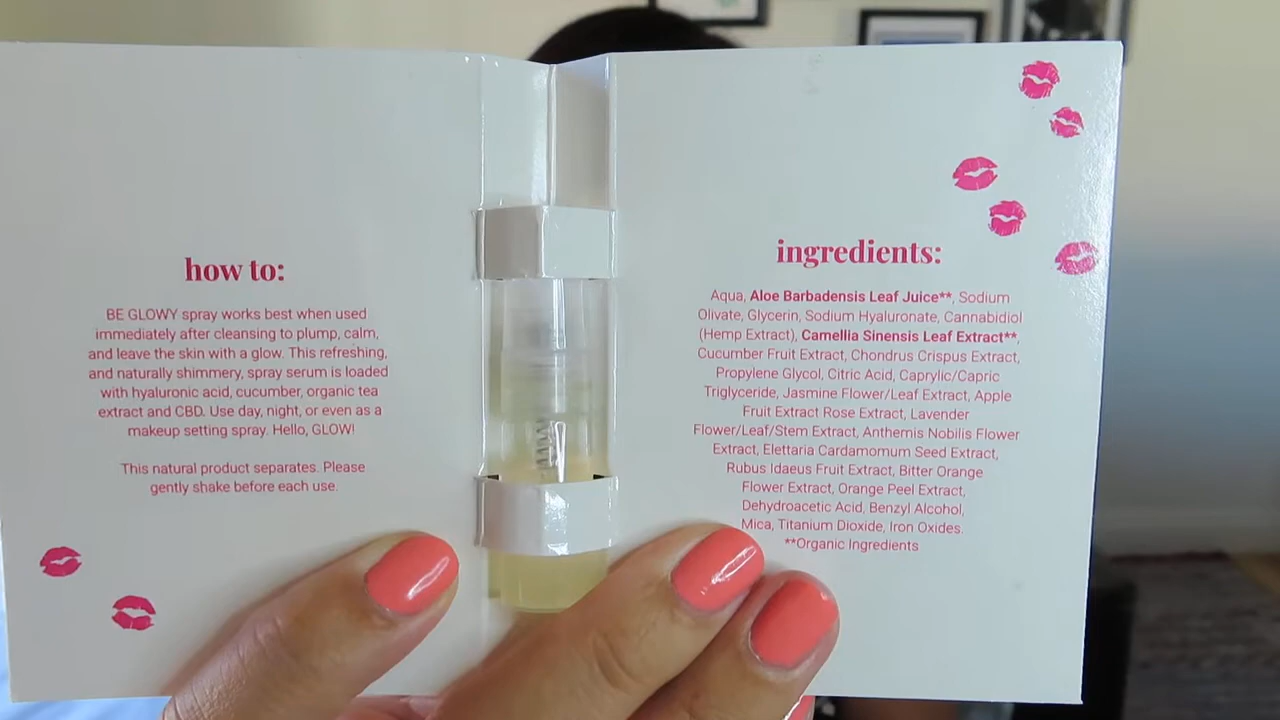 how to:
BE GLOWY spray works best when used
immediately after cleansing to plump, calm,
and leave the skin with a glow. This refreshing,
and naturally shimmery, spray serum is loaded
with hyaluronic acid, cucumber, organic tea
extract and CBD. Use day, night, or even as a
makeup setting spray. Hello, GLOW!
This natural product separates. Please
gently shake before each use.
ingredients:
Aqua, Aloe Barbadensis Leaf Juice**, Sodium
Olivate, Glycerin, Sodium Hyaluronate, Cannabidiol
(Hemp Extract), Camellia Sinensis Leaf Extract**,
Cucumber Fruit Extract, Chondrus Crispus Extract,
Propylene Glycol, Citric Acid, Caprylic/Capric
Triglyceride, Jasmine Flower/Leaf Extract, Apple
Fruit Extract Rose Extract, Lavender
Flower/Leaf/Stem Extract, Anthemis Nobilis Flower
Extract, Elettaria Cardamomum Seed Extract,
Rubus Idaeus Fruit Extract, Bitter Orange
Flower Extract, Orange Peel Extract,
Dehydroacetic Acid, Benzyl Alcohol,
Mica, Titanium Dioxide, Iron Oxides.
**Organic Ingredients